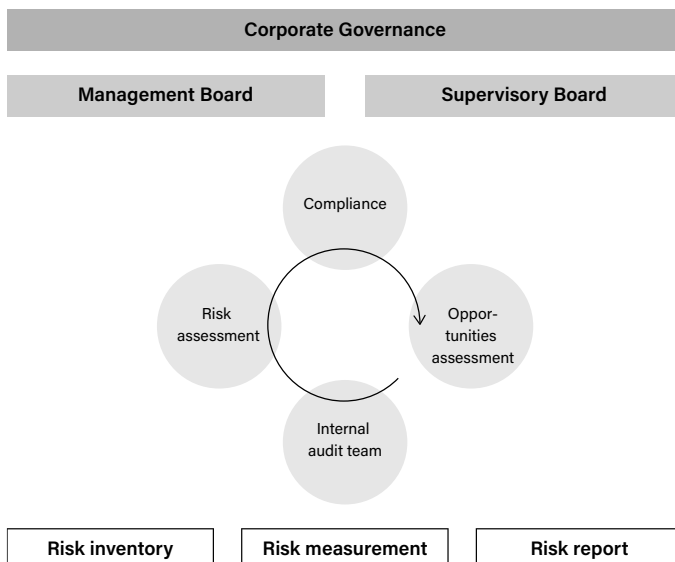 Corporate Governance
Management Board
Supervisory Board
Compliance
Risk
assessment
Oppor-
tunities
assessment
Internal
audit team
Risk inventory
Risk measurement
Risk report